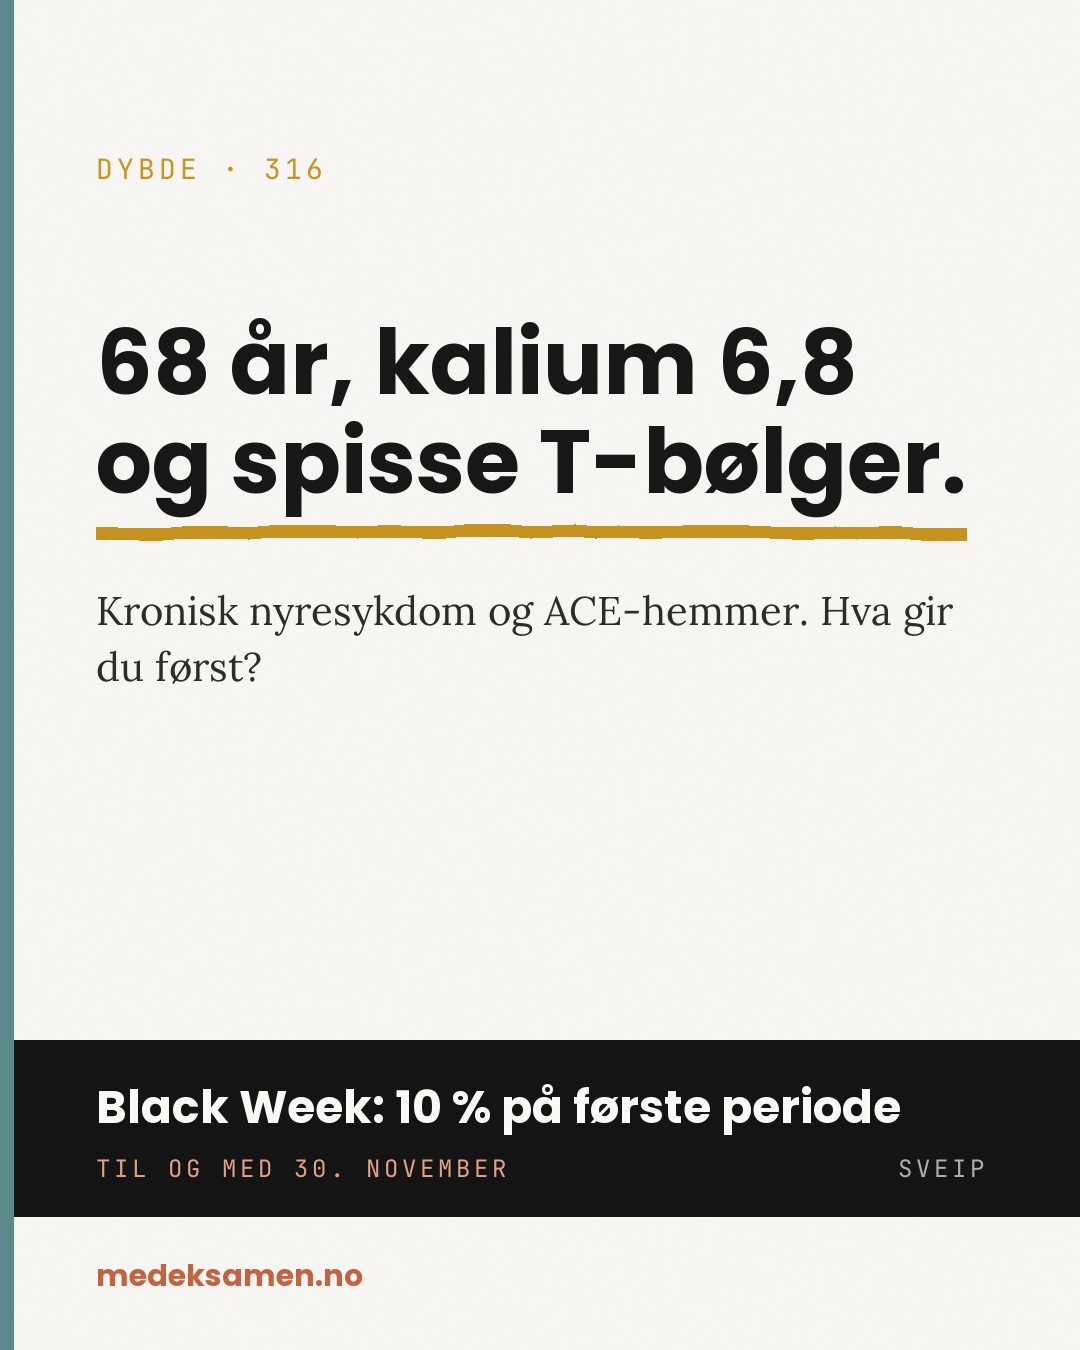 DYBDE · 316
68 år, kalium 6,8
og spisse T-bølger.
Kronisk nyresykdom og ACE-hemmer. Hva gir
du først?
Black Week: 10 % på første periode
TIL OG MED 30. NOVEMBER
SVEIP
medeksamen.no